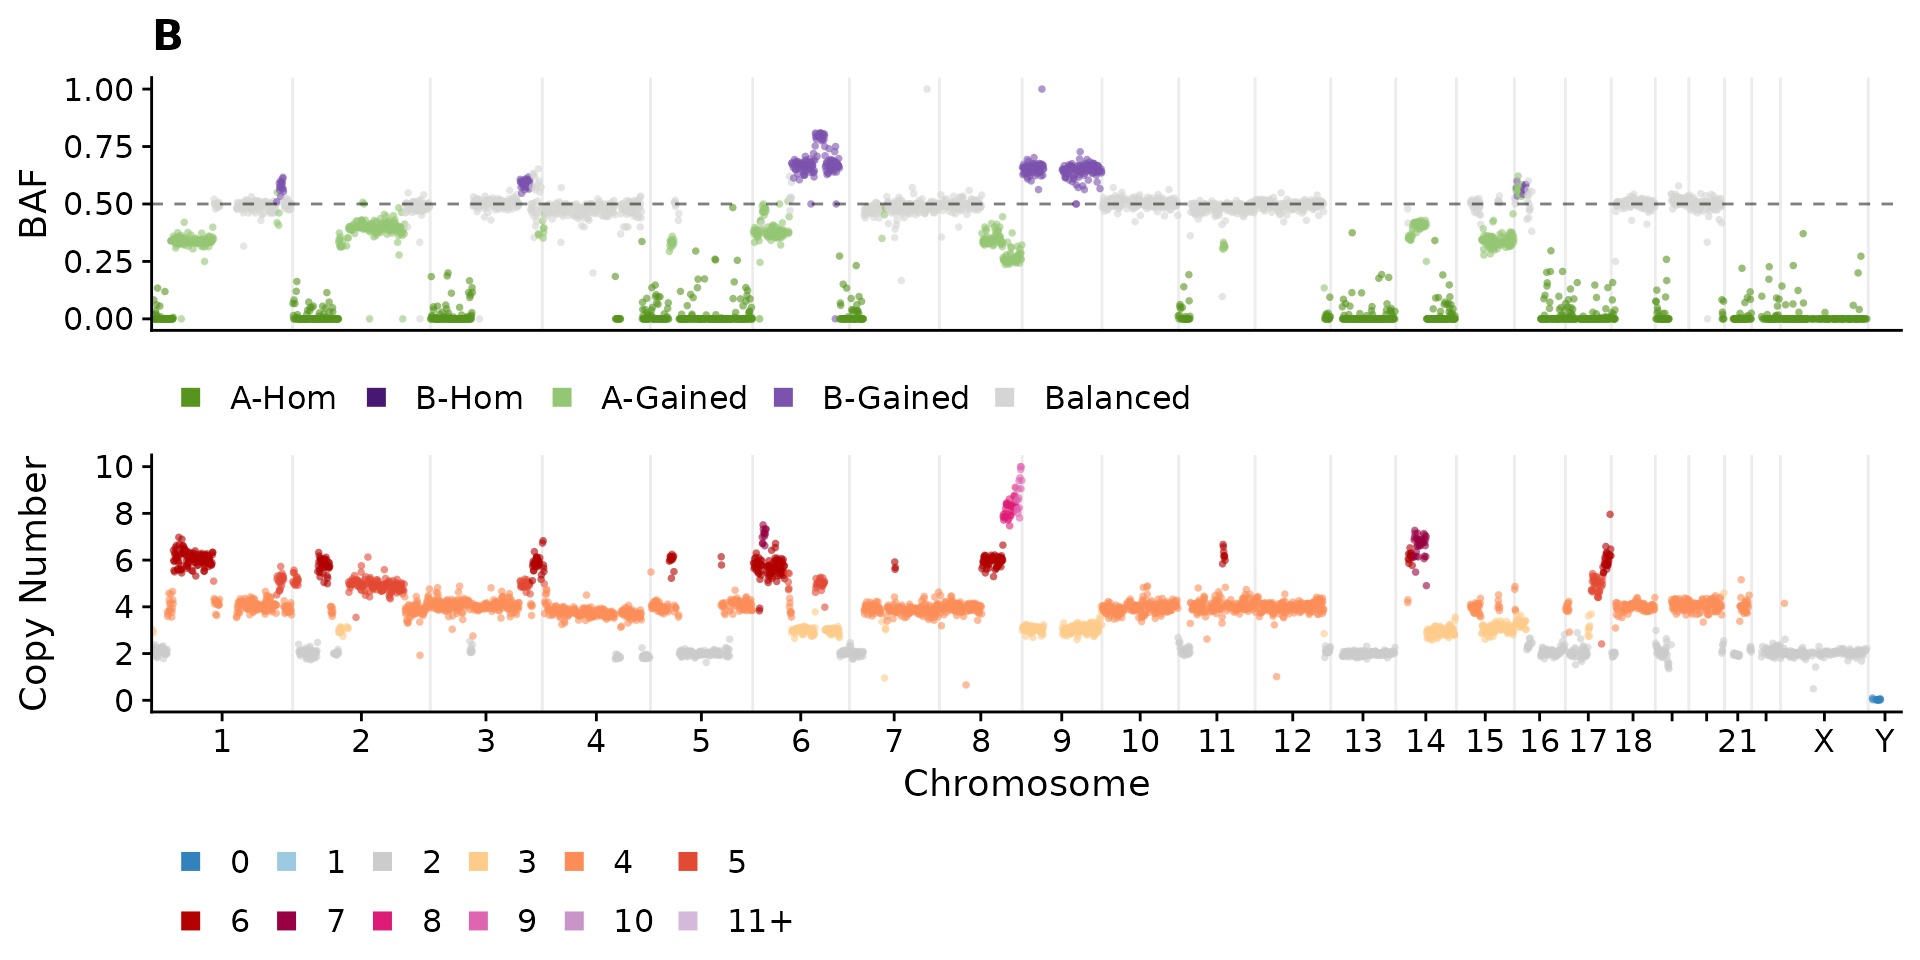 B
1.00
0.75
0.50
0.25
0.00
BAF
A-Hom B-Hom A-Gained B-Gained Balanced
10
8
6
4
2
0
Copy Number
1 2 3 4 5 6 7 8 9 10 11 12 13 14 15 16 17 18 21 X Y
Chromosome
0 1 2 3 4 5
6 7 8 9 10 11+